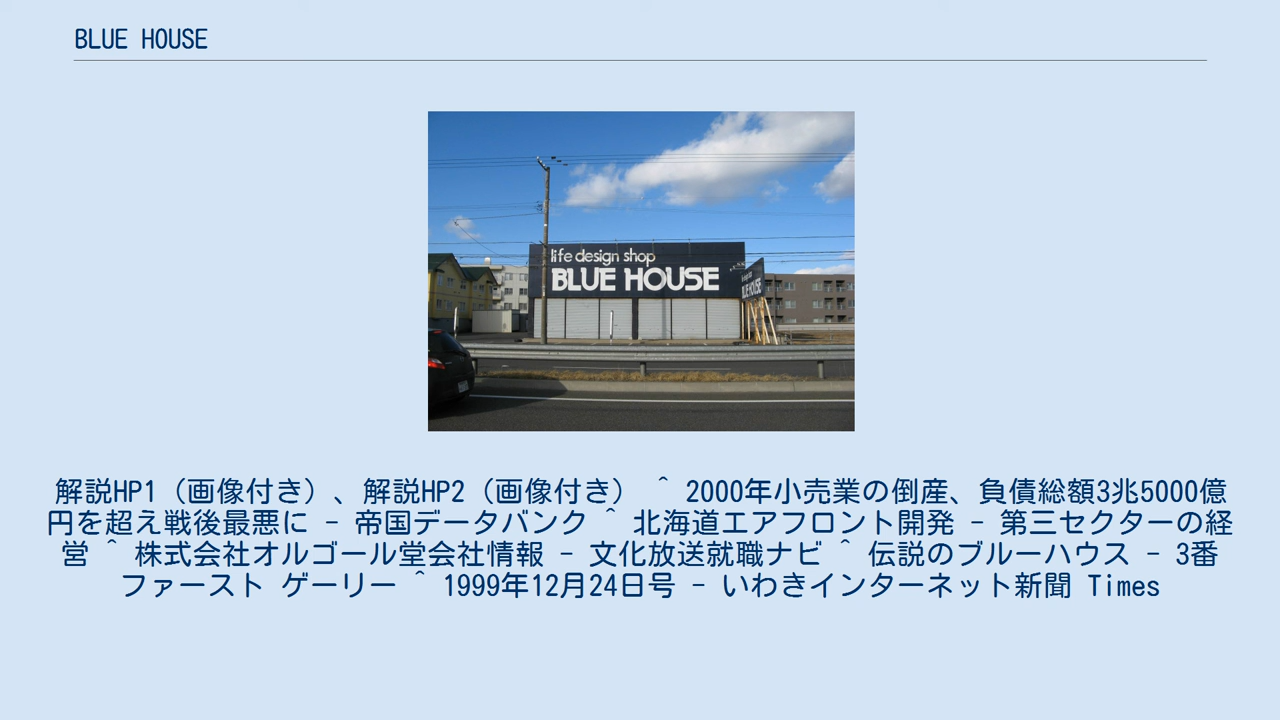 BLUE HOUSE
life design shop
BLUE HOUSE
BLUE HOUSE
解説HP1（画像付き）、解説HP2（画像付き） ^ 2000年小売業の倒産、負債総額3兆5000億
円を超え戦後最悪に - 帝国データバンク ^ 北海道エアフロント開発 - 第三セクターの経
営 ^ 株式会社オルゴール堂会社情報 - 文化放送就職ナビ ^ 伝説のブルーハウス - 3番
ファースト ゲーリー ^ 1999年12月24日号 - いわきインターネット新聞 Times